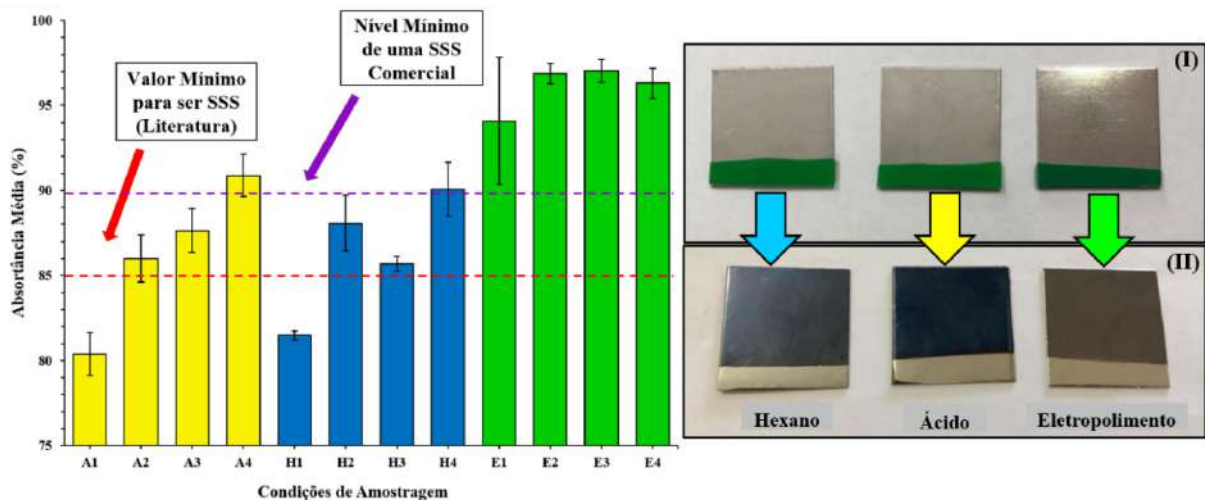 100
95
90
85
80
75
Absortância Média (%)
Valor Mínimo
para ser SSS
(Literatura)
Nível Mínimo
de uma SSS
Comercial
A1 A2 A3 A4 H1 H2 H3 H4 E1 E2 E3 E4
Condições de Amostragem
(I)
(II)
Hexano Ácido Eletropolimento